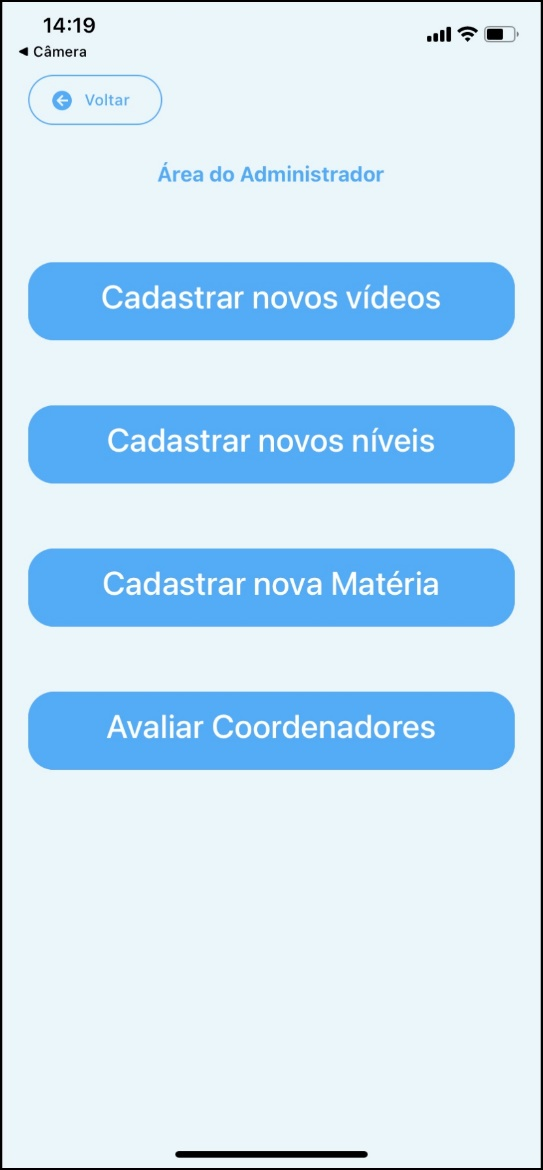 14:19
◀ Câmera
Voltar
Área do Administrador
Cadastrar novos vídeos
Cadastrar novos níveis
Cadastrar nova Matéria
Avaliar Coordenadores